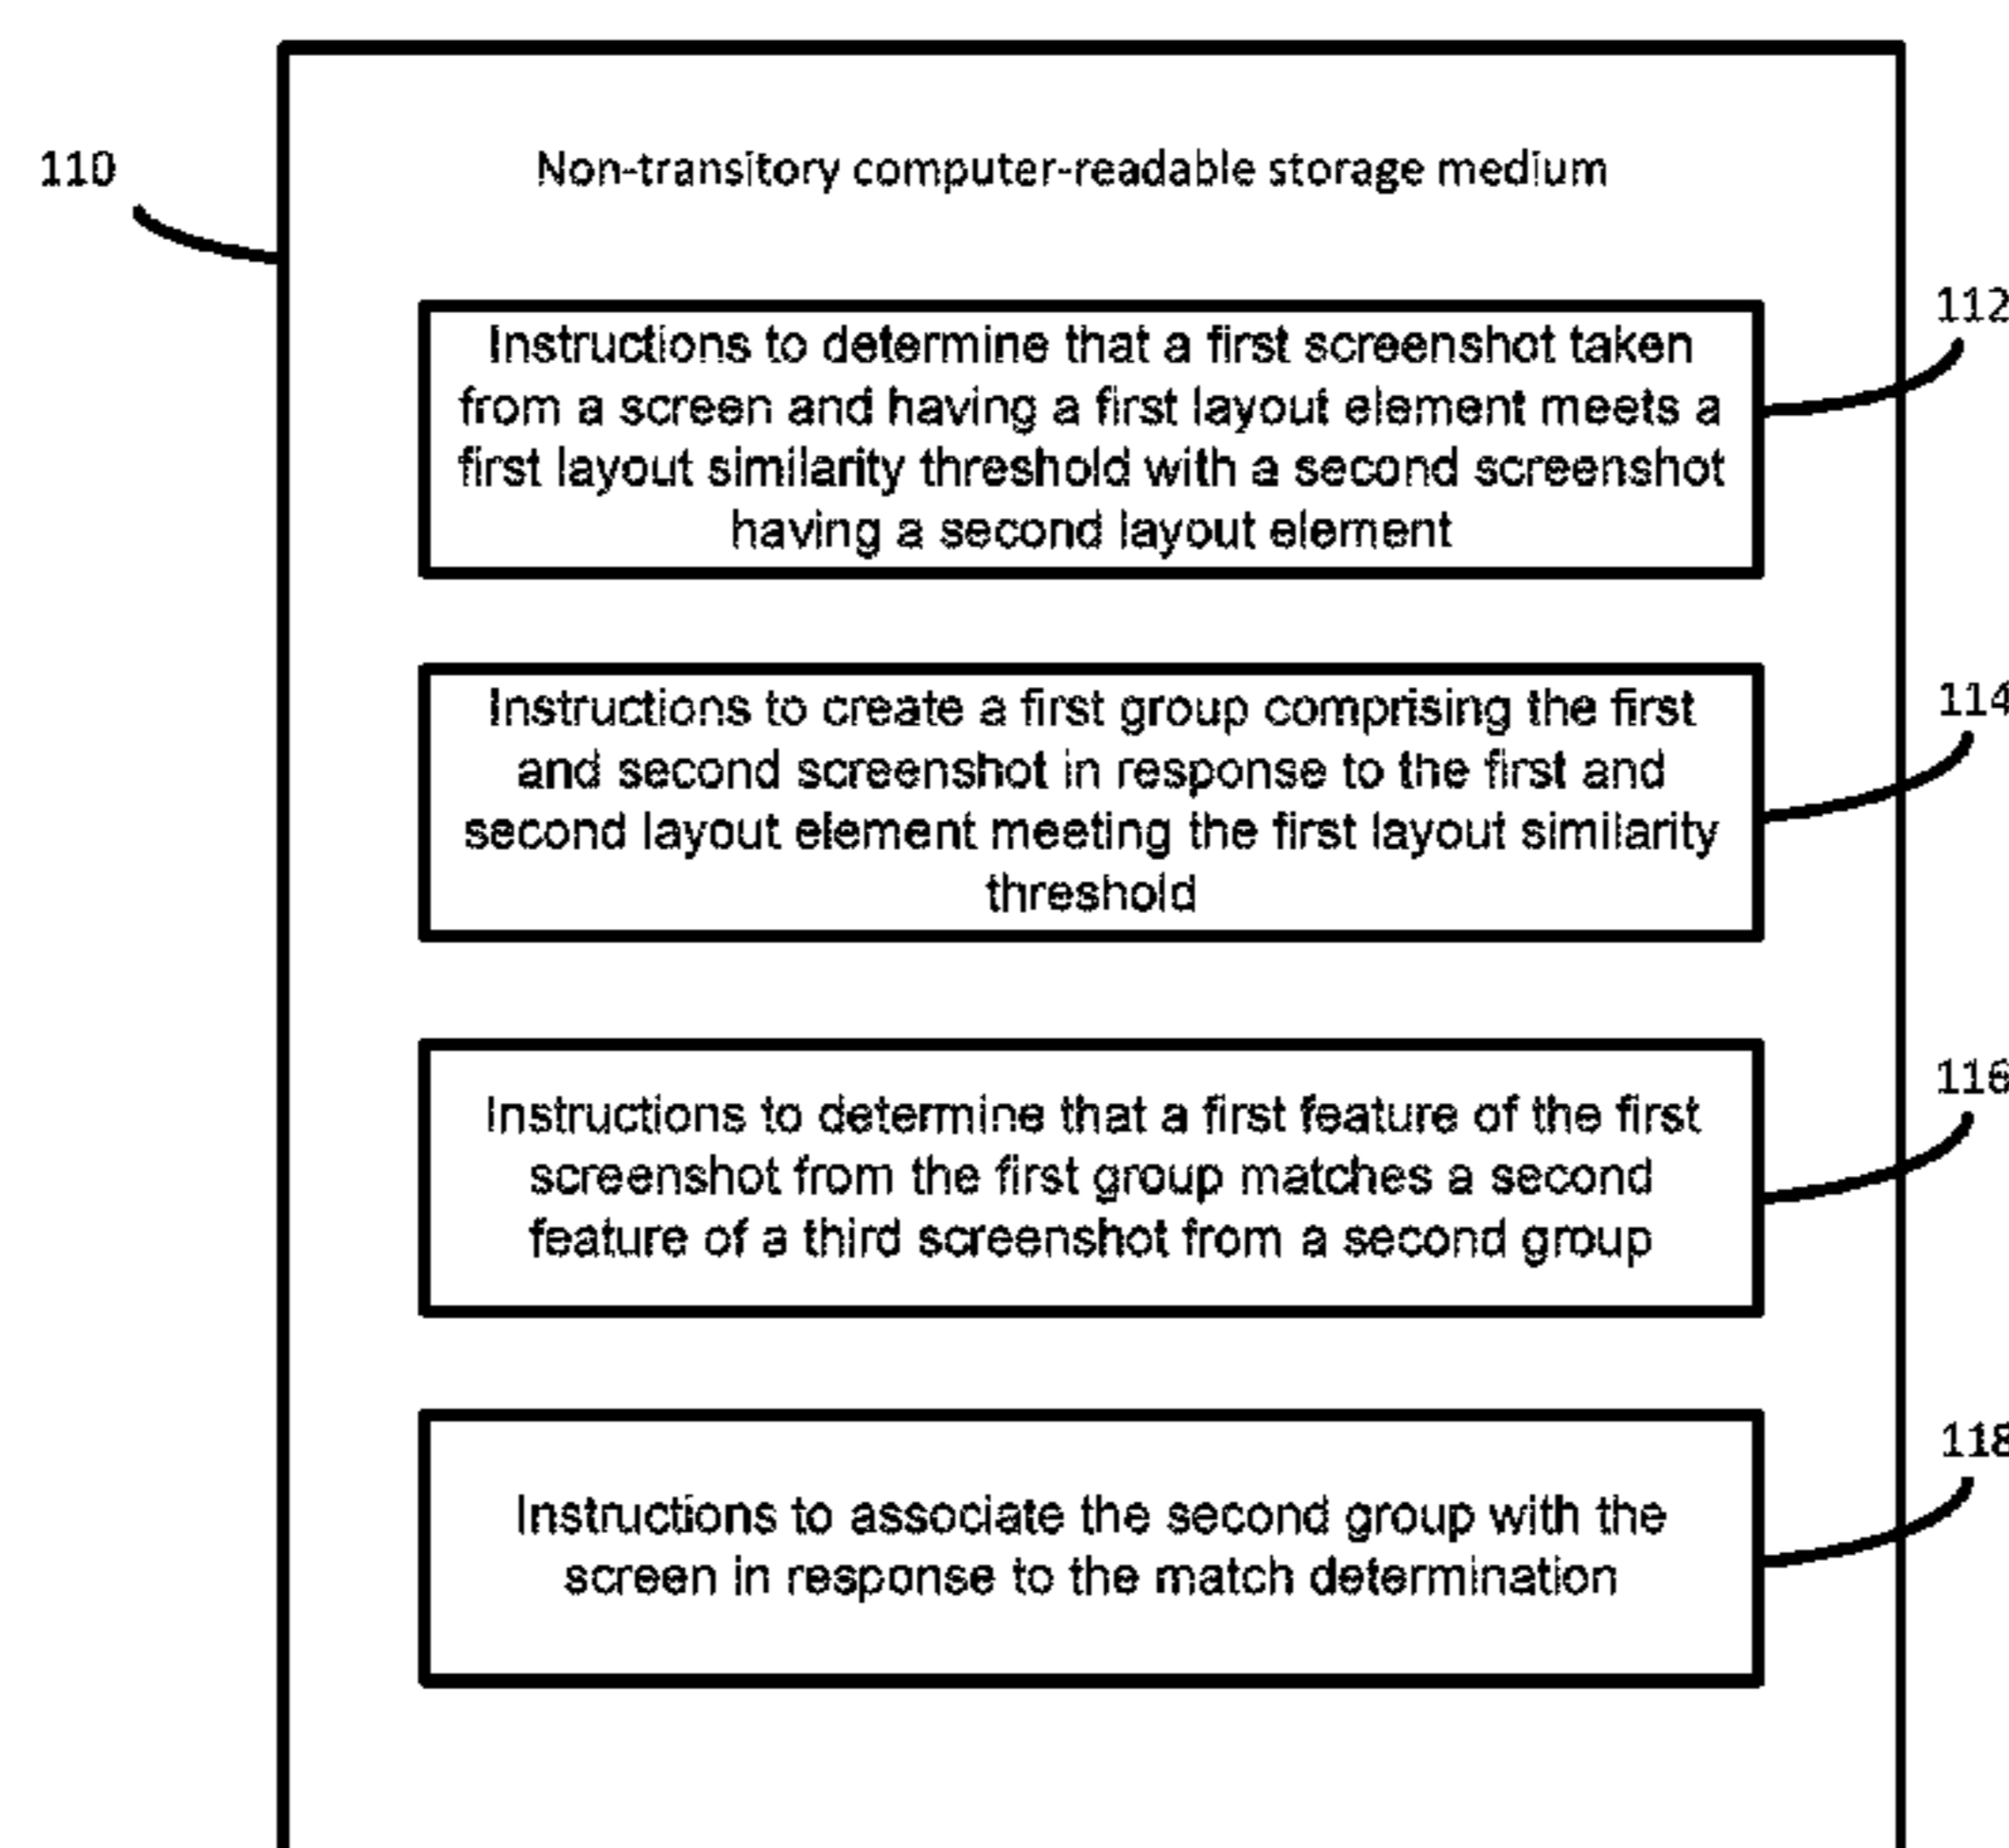 110
Non-transitory computer-readable storage medium
112
Instructions to determine that a first screenshot taken
from a screen and having a first layout element meets a
first layout similarity threshold with a second screenshot
having a second layout element
114
Instructions to create a first group comprising the first
and second screenshot in response to the first and
second layout element meeting the first layout similarity
threshold
116
Instructions to determine that a first feature of the first
screenshot from the first group matches a second
feature of a third screenshot from a second group
118
Instructions to associate the second group with the
screen in response to the match determination